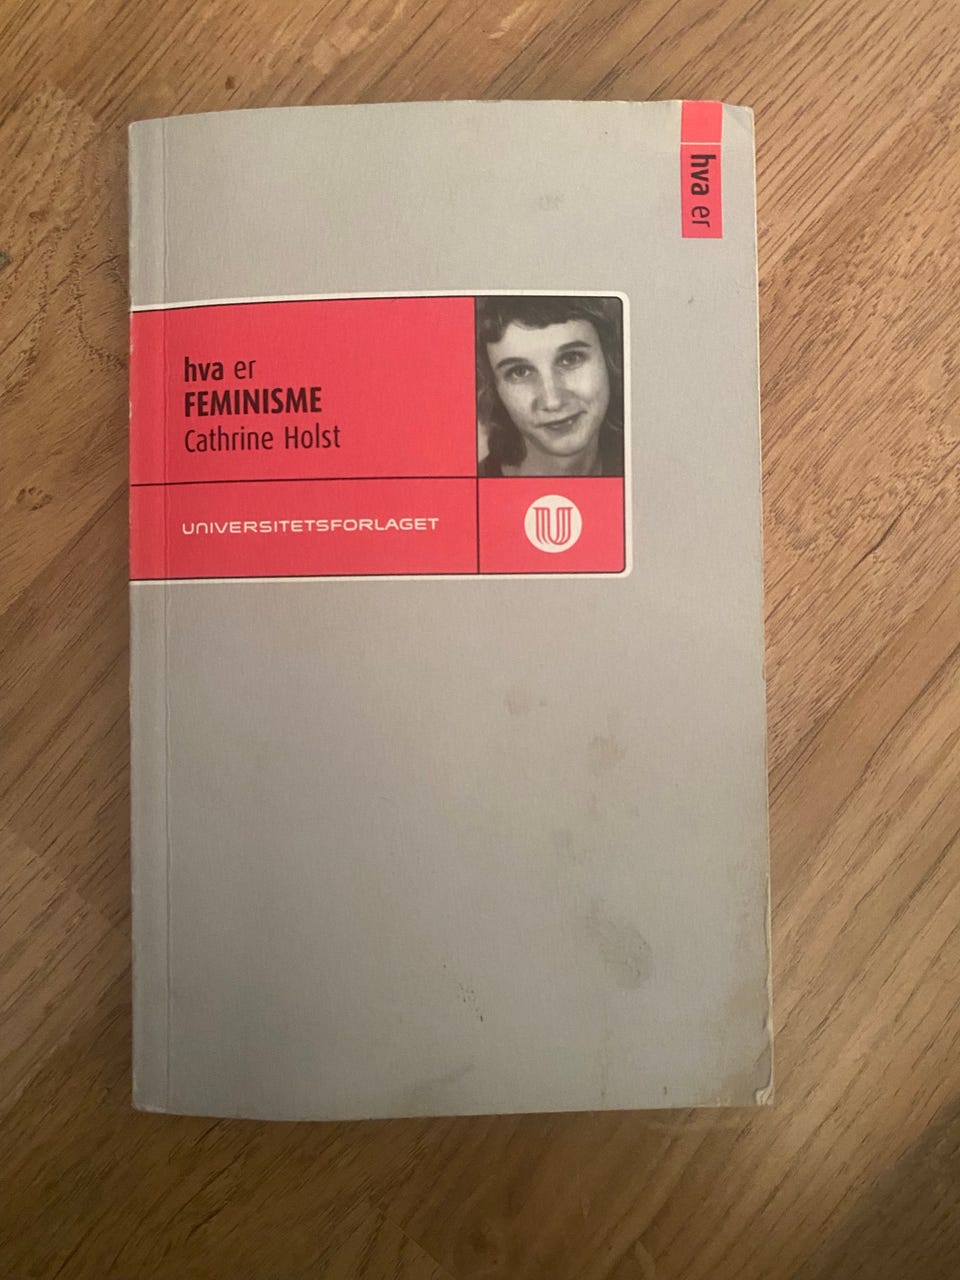 hva er
hva er
FEMINISME
Cathrine Holst
UNIVERSITETSFORLAGET
U